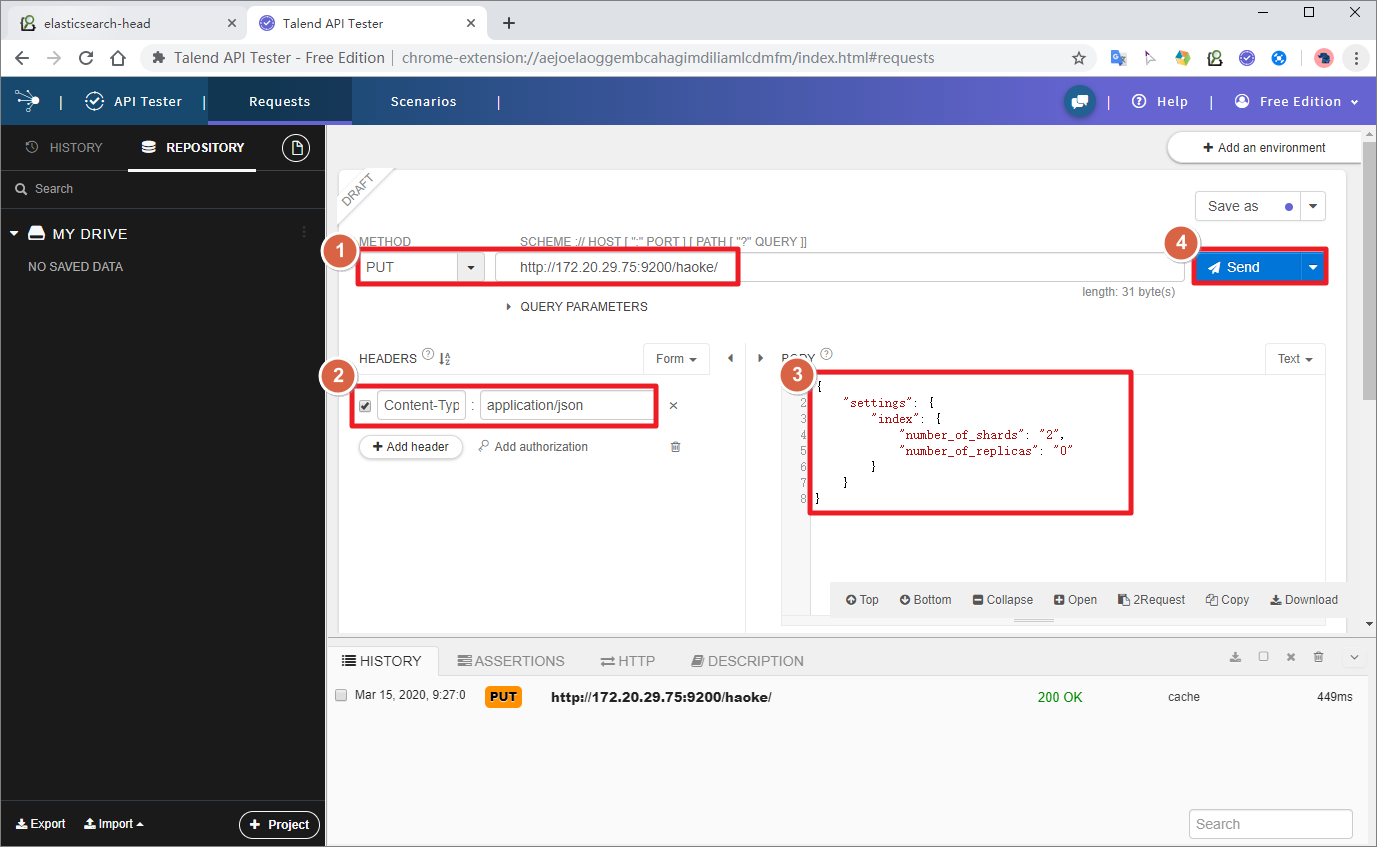 elasticsearch-head
Talend API Tester
Talend API Tester - Free Edition | chrome-extension://aejoelaoggembcahagimdiliamlcdmfm/index.html#requests
| API Tester | Requests Scenarios | | Help | Free Edition
HISTORY REPOSITORY
Add an environment
Search
DRAFT
Save as
MY DRIVE
NO SAVED DATA
METHOD SCHEME :// HOST [ ":" PORT ] [ PATH [ "?" QUERY ]]
1 4
PUT http://172.20.29.75:9200/haoke/ Send
length: 31 byte(s)
QUERY PARAMETERS
HEADERS ? Form BODY ? Text
2 3
Content-Typ : application/json
Add header Add authorization
{
2 "settings": {
3 "index": {
4 "number_of_shards": "2",
5 "number_of_replicas": "0"
6 }
7 }
8 }
Top Bottom Collapse Open 2Request Copy Download
HISTORY ASSERTIONS HTTP DESCRIPTION
Mar 15, 2020, 9:27:0 PUT http://172.20.29.75:9200/haoke/ 200 OK cache 449ms
Export Import + Project
Search